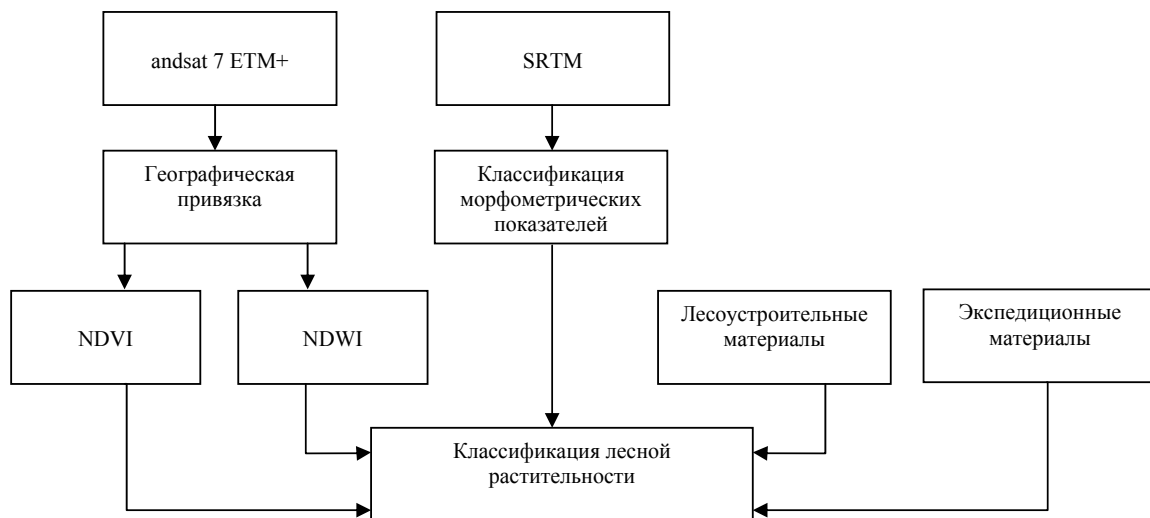 andsat 7 ETM+
SRTM
Географическая
привязка
Классификация
морфометрических
показателей
NDVI
NDWI
Лесоустроительные
материалы
Экспедиционные
материалы
Классификация лесной
растительности